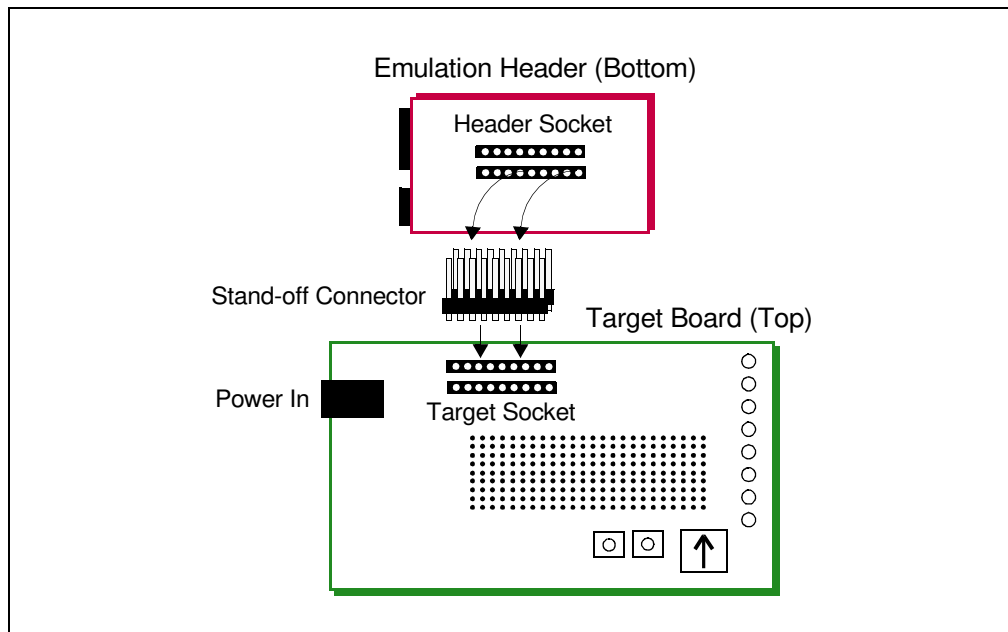 Emulation Header (Bottom)
Header Socket
Stand-off Connector
Target Board (Top)
Power In
Target Socket